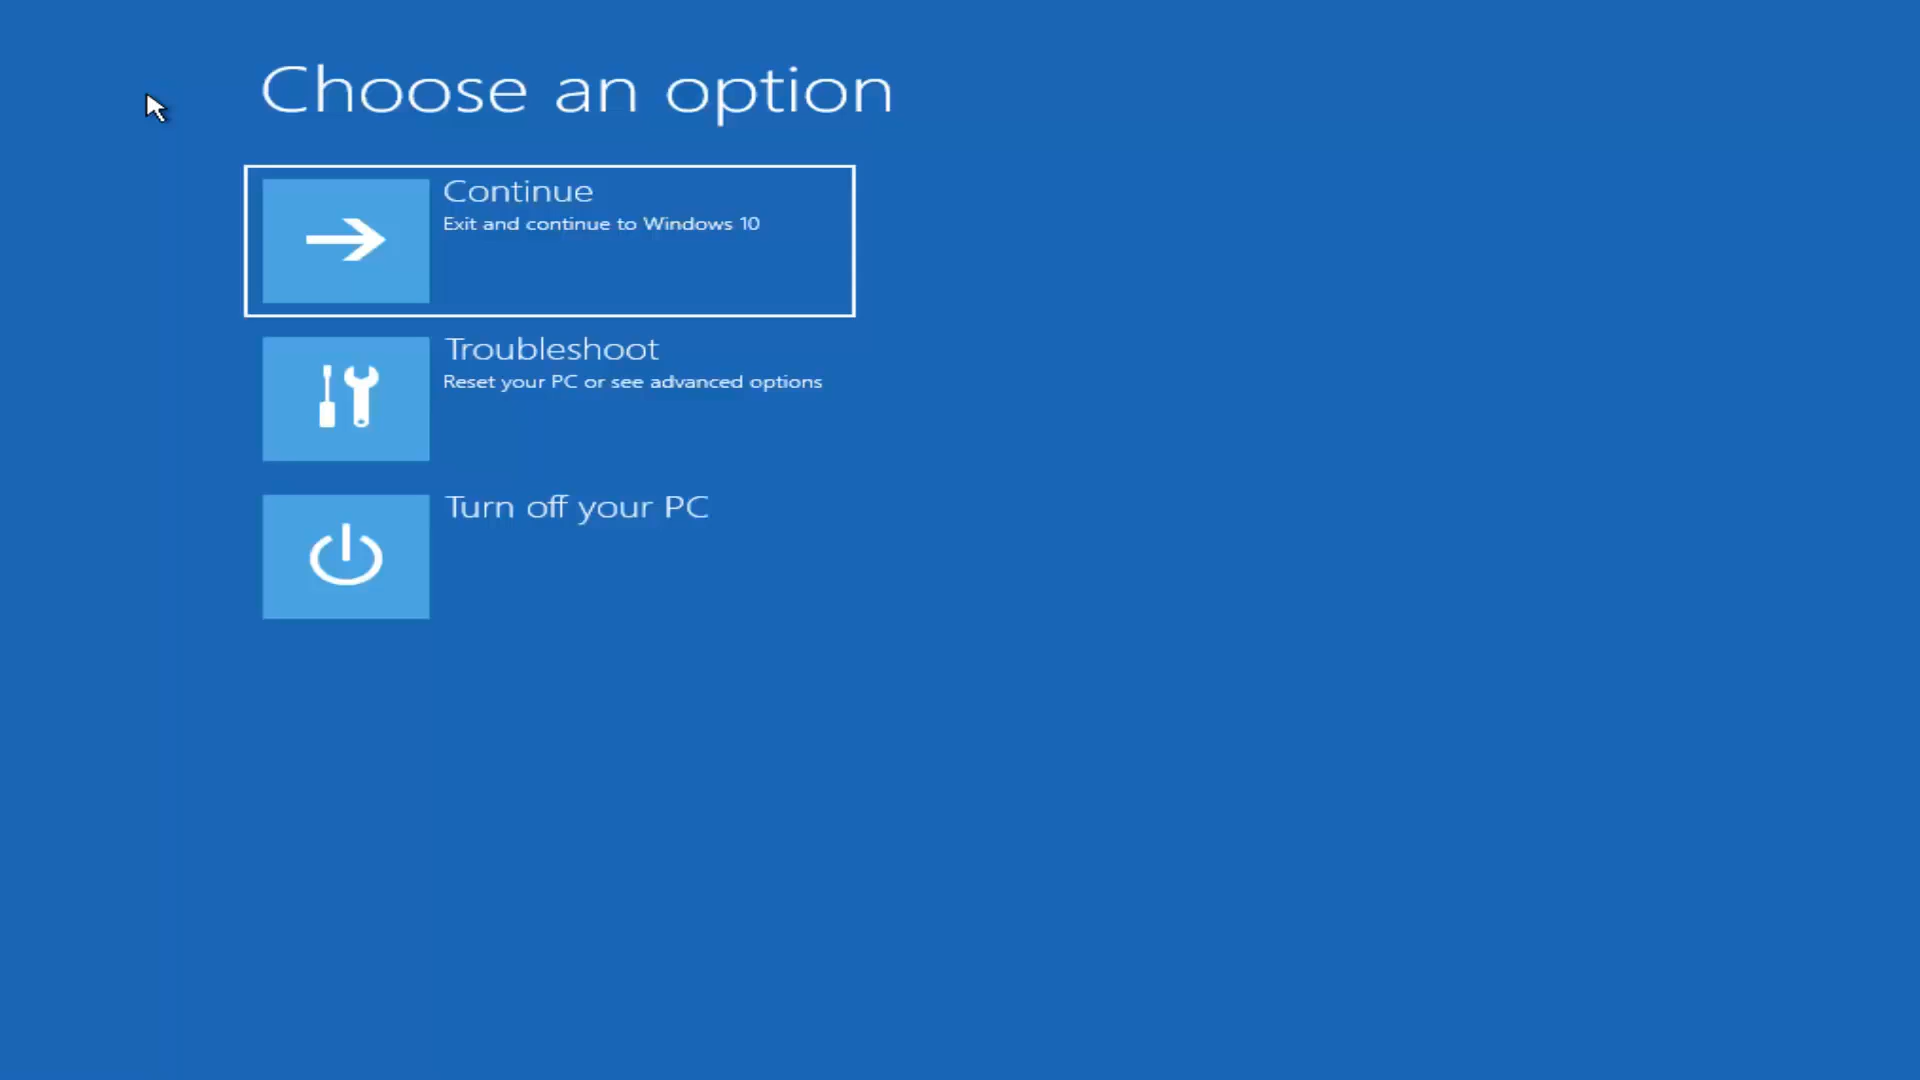 Choose an option
Continue
Exit and continue to Windows 10
Troubleshoot
Reset your PC or see advanced options
Turn off your PC